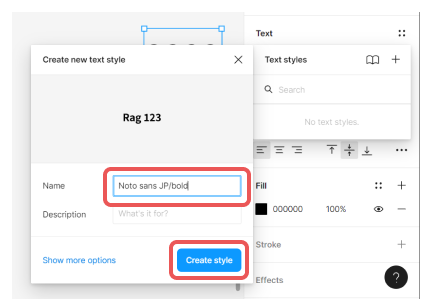 Text
Create new text style
Text styles
Search
Rag 123
No text styles.
Name
Noto sans JP/bold
Fill
Description
What's it for?
000000
100%
Stroke
Show more options
Create style
Effects
?